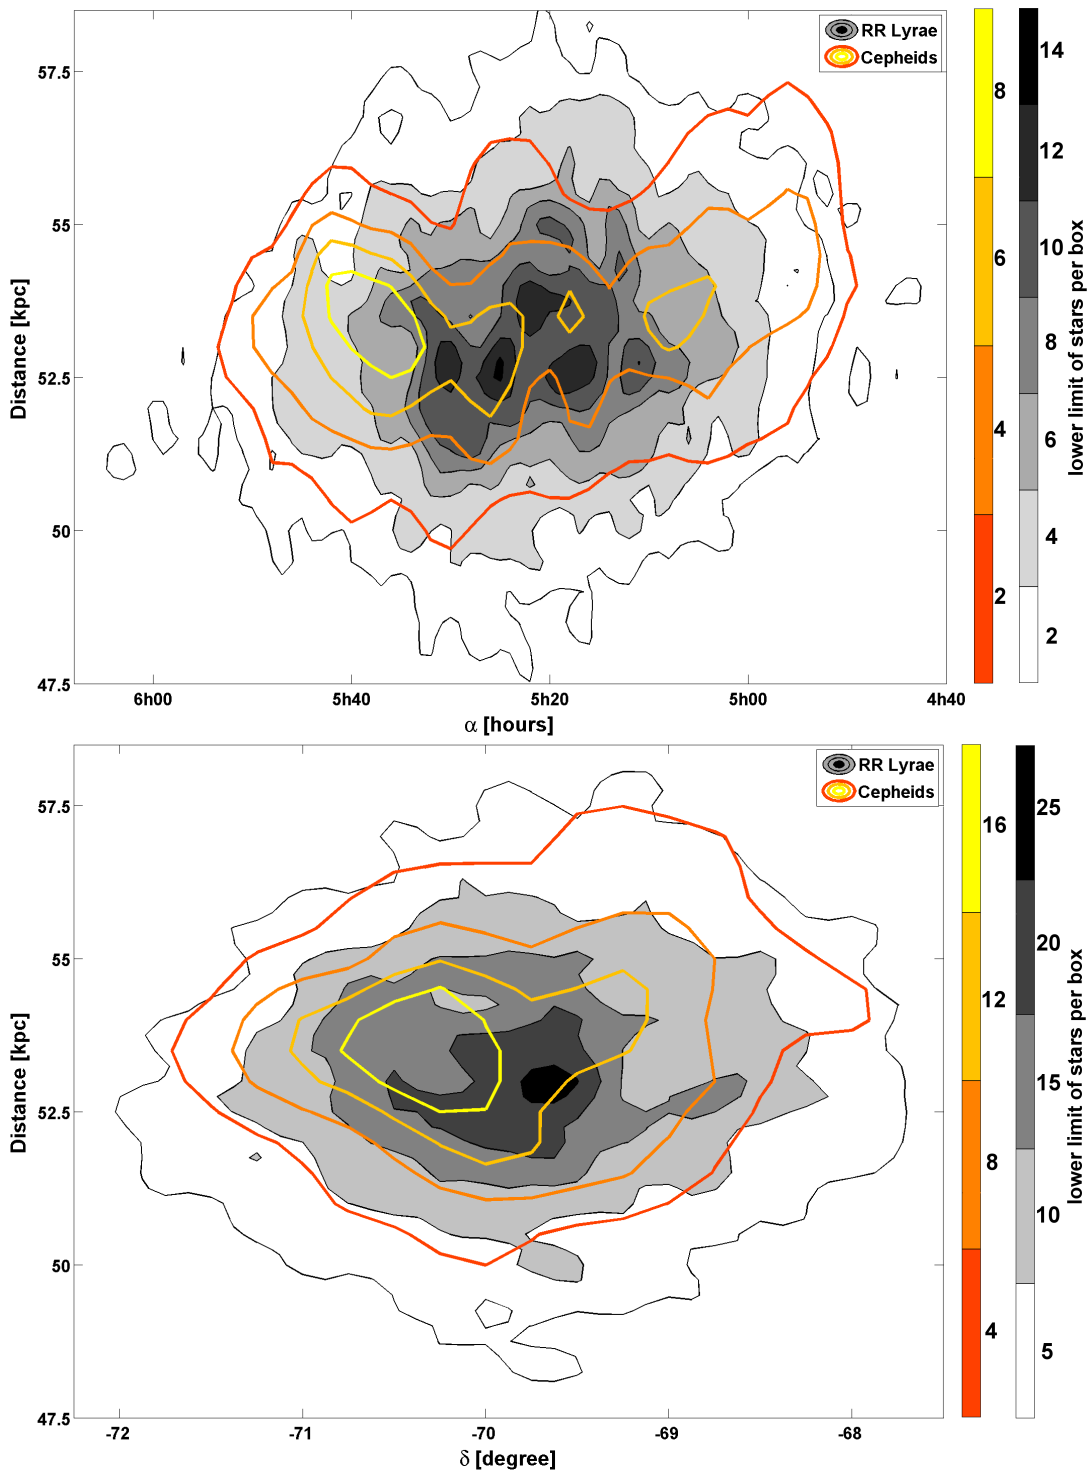 RR Lyrae
Cepheids
57.5
55
52.5
50
47.5
Distance [kpc]
6h00
5h40
5h20
5h00
4h40
α [hours]
8
6
4
2
14
12
10
8
6
4
2
lower limit of stars per box
RR Lyrae
Cepheids
57.5
55
52.5
50
47.5
Distance [kpc]
-72
-71
-70
-69
-68
δ [degree]
16
12
8
4
25
20
15
10
5
lower limit of stars per box